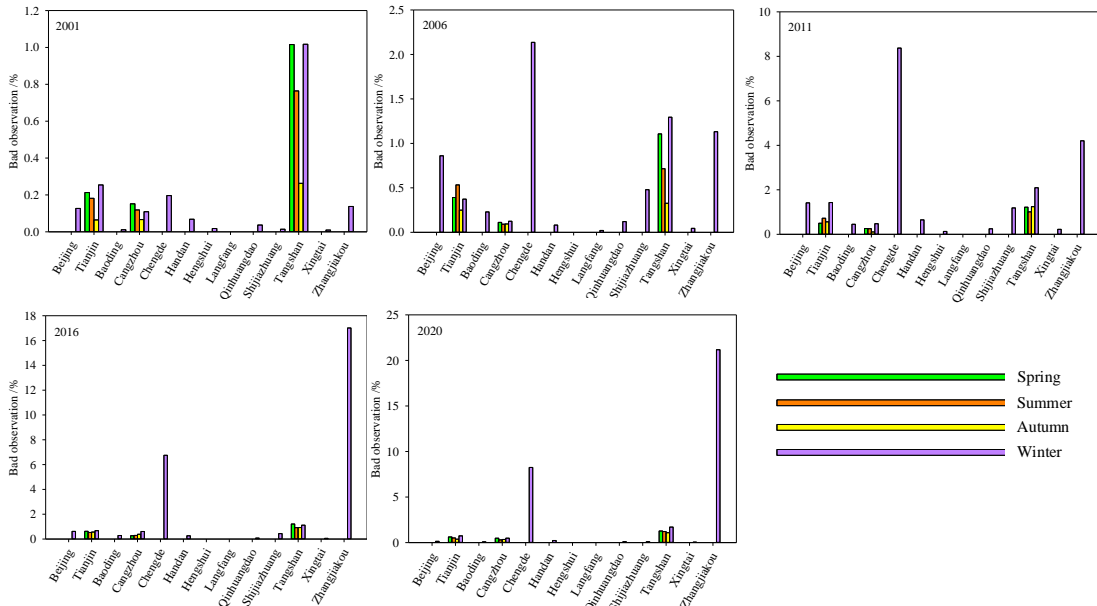 2001
Bad observation /%
1.2
1.0
0.8
0.6
0.4
0.2
0.0
Beijing
Tianjin
Baoding
Cangzhou
Chengde
Handan
Hengshui
Langfang
Qinhuangdao
Shijiazhuang
Tangshan
Xingtai
Zhangjiakou
2006
Bad observation /%
2.5
2.0
1.5
1.0
0.5
0.0
Beijing
Tianjin
Baoding
Cangzhou
Chengde
Handan
Hengshui
Langfang
Qinhuangdao
Shijiazhuang
Tangshan
Xingtai
Zhangjiakou
2011
Bad observation /%
10
8
6
4
2
0
Beijing
Tianjin
Baoding
Cangzhou
Chengde
Handan
Hengshui
Langfang
Qinhuangdao
Shijiazhuang
Tangshan
Xingtai
Zhangjiakou
2016
Bad observation /%
18
16
14
12
10
8
6
4
2
0
Beijing
Tianjin
Baoding
Cangzhou
Chengde
Handan
Hengshui
Langfang
Qinhuangdao
Shijiazhuang
Tangshan
Xingtai
Zhangjiakou
2020
Bad observation /%
25
20
15
10
5
0
Beijing
Tianjin
Baoding
Cangzhou
Chengde
Handan
Hengshui
Langfang
Qinhuangdao
Shijiazhuang
Tangshan
Xingtai
Zhangjiakou
Spring
Summer
Autumn
Winter